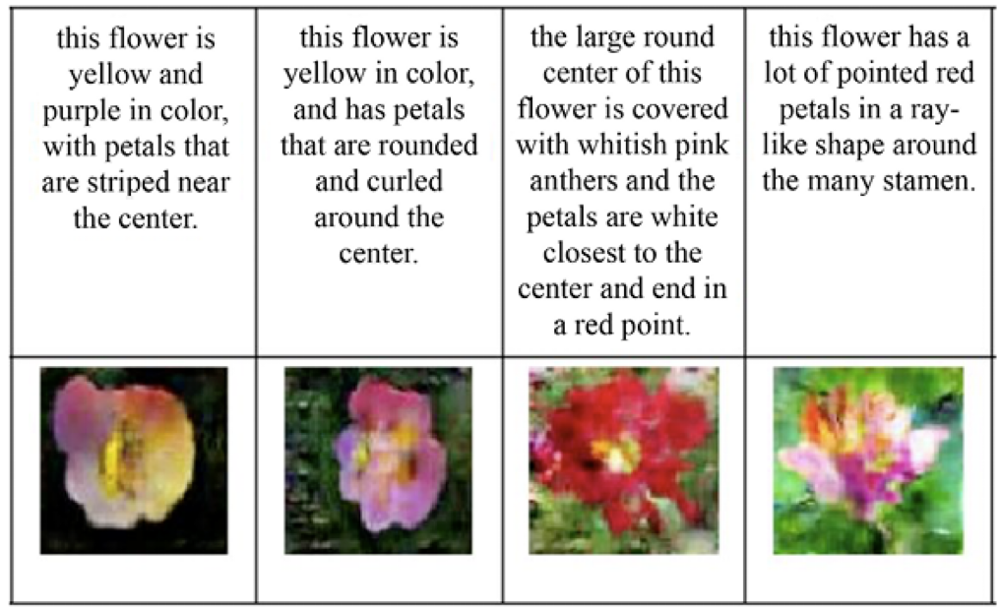 this flower is
yellow and
purple in color,
with petals that
are striped near
the center.
this flower is
yellow in color,
and has petals
that are rounded
and curled
around the
center.
the large round
center of this
flower is covered
with whitish pink
anthers and the
petals are white
closest to the
center and end in
a red point.
this flower has a
lot of pointed red
petals in a ray-
like shape around
the many stamen.